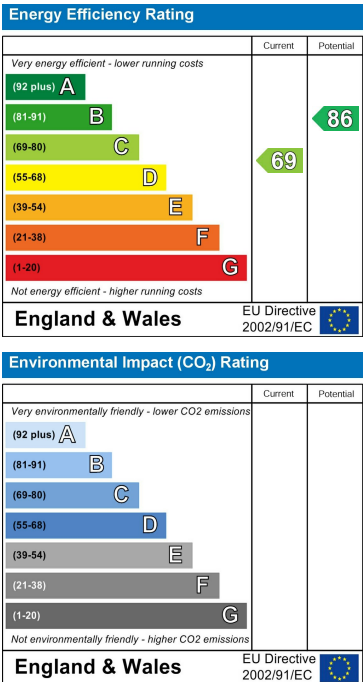 Energy Efficiency Rating
Current Potential
Very energy efficient - lower running costs
(92 plus) A
(81-91) B
(69-80) C
(55-68) D
(39-54) E
(21-38) F
(1-20) G
69
86
Not energy efficient - higher running costs
England & Wales
EU Directive
2002/91/EC
Environmental Impact (CO₂) Rating
Current Potential
Very environmentally friendly - lower CO2 emissions
(92 plus) A
(81-91) B
(69-80) C
(55-68) D
(39-54) E
(21-38) F
(1-20) G
Not environmentally friendly - higher CO2 emissions
England & Wales
EU Directive
2002/91/EC